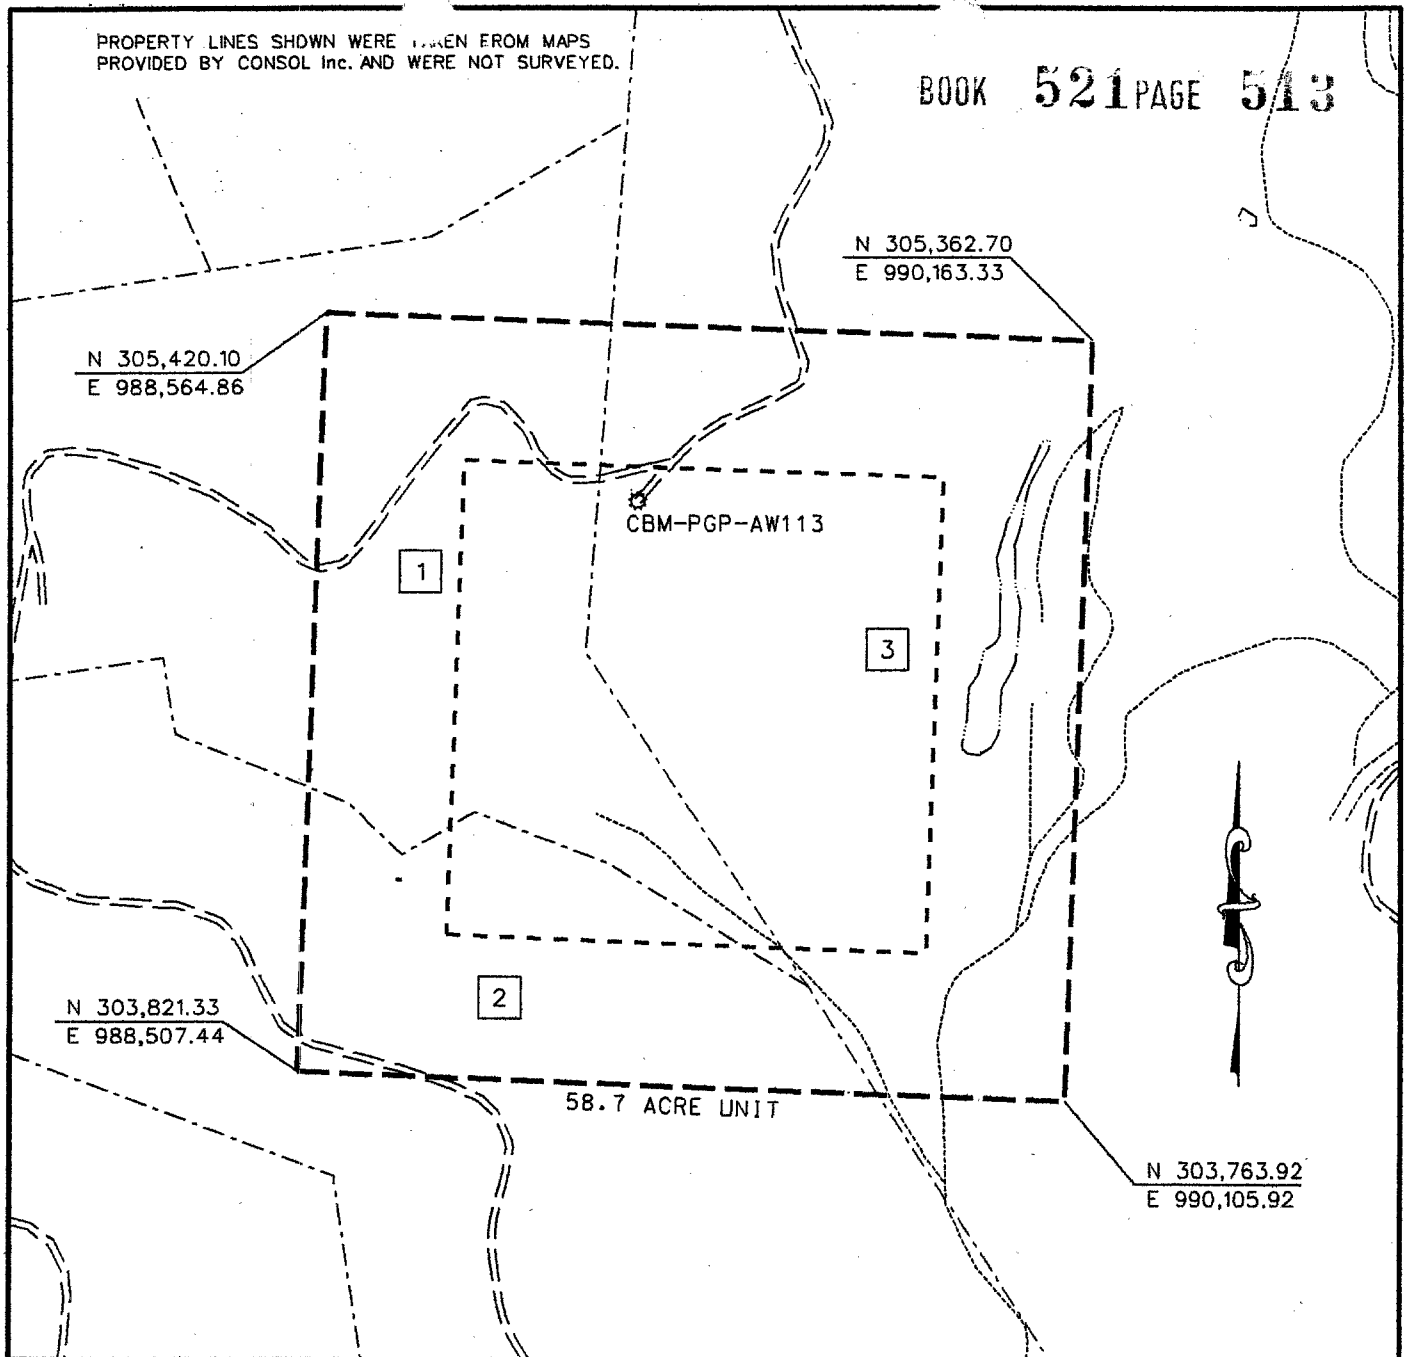 PROPERTY LINES SHOWN WERE FROM MAPS
PROVIDED BY CONSOL Inc. AND WERE NOT SURVEYED.
BOOK 521 PAGE 513
N 305,362.70
E 990,163.33
N 305,420.10
E 988,564.86
CBM-PGP-AW113
1
3
2
N 303,821.33
E 988,507.44
58.7 ACRE UNIT
N 303,763.92
E 990,105.92